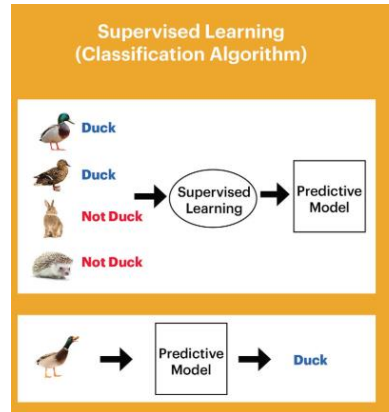 Supervised Learning
(Classification Algorithm)
Duck
Duck
Not Duck
Not Duck
Supervised
Learning
Predictive
Model
Predictive
Model
Duck